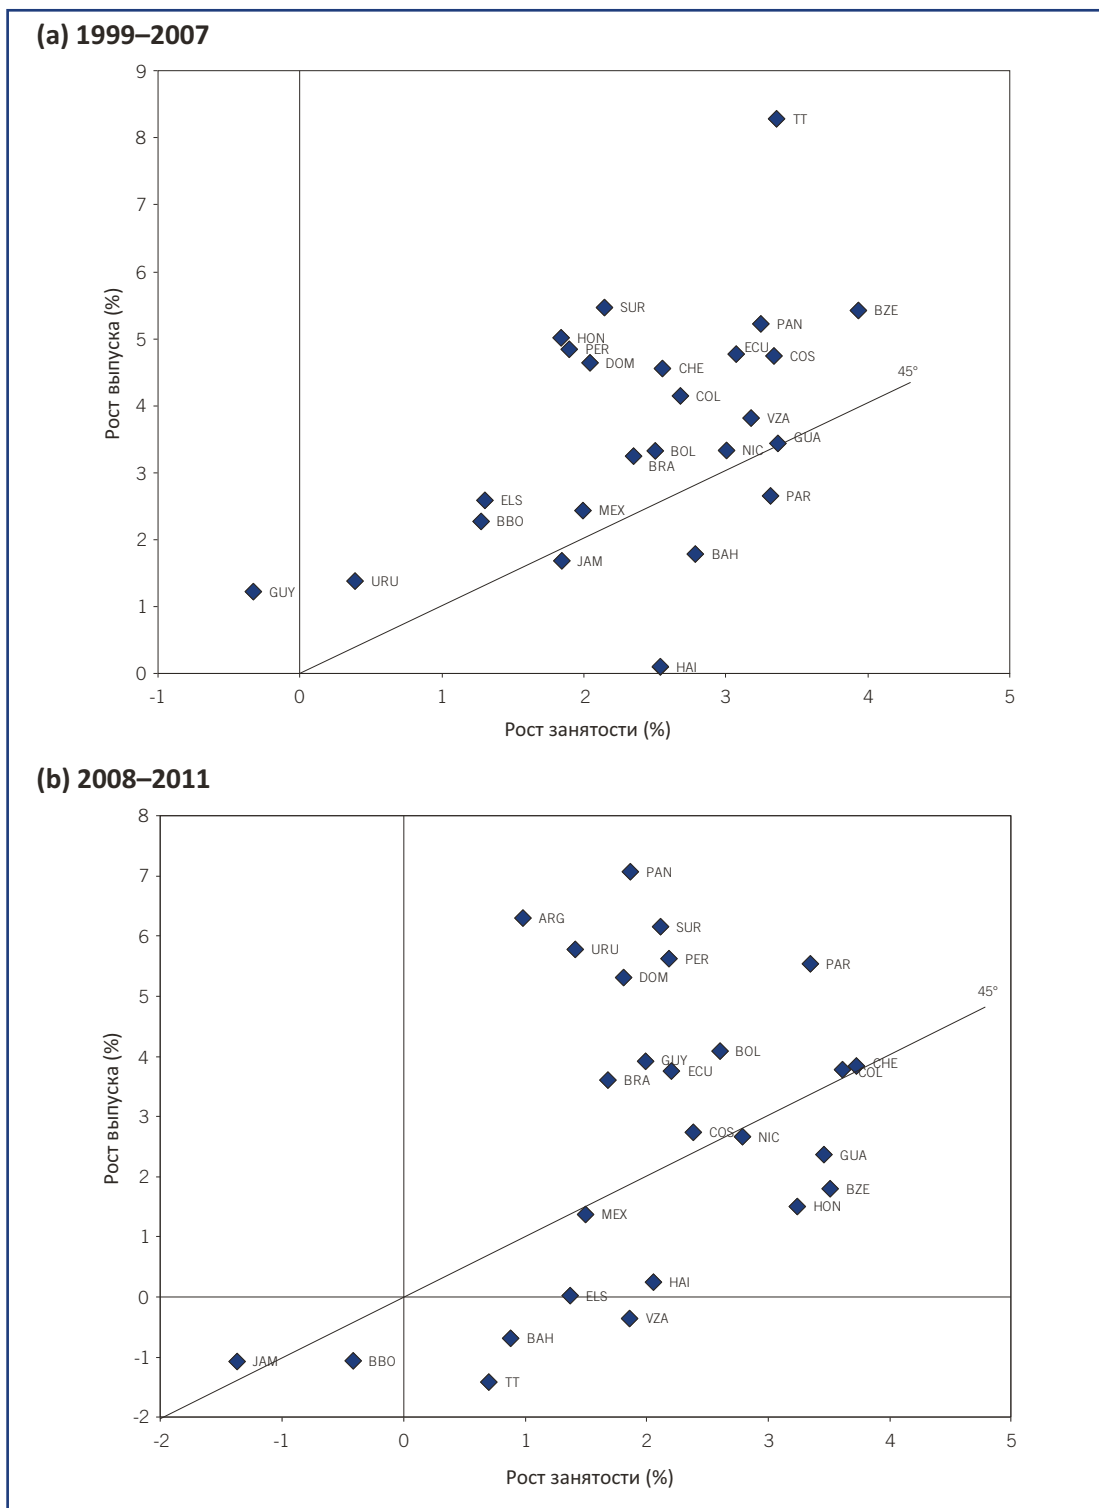 (a) 1999–2007
9
TT
8
7
Рост выпуска (%)
6
SUR
BZE
PAN
5
HON
ECU
PER
COS
DOM
CHE
45°
COL
4
VZA
GUA
BOL
NIC
BRA
3
PAR
ELS
MEX
BBO
2
BAH
JAM
URU
GUY
1
HAI
0
-1 0 1 2 3 4 5
Рост занятости (%)
(b) 2008–2011
8
PAN
7
ARG
SUR
6
URU
PER
PAR
DOM
45°
5
Рост выпуска (%)
BOL
4
GUY
CHE
ECU
COL
BRA
3
COS
NIC
GUA
2
BZE
HON
MEX
1
HAI
0
ELS
VZA
BAH
-1
JAM
BBO
TT
-2
-2 -1 0 1 2 3 4 5
Рост занятости (%)